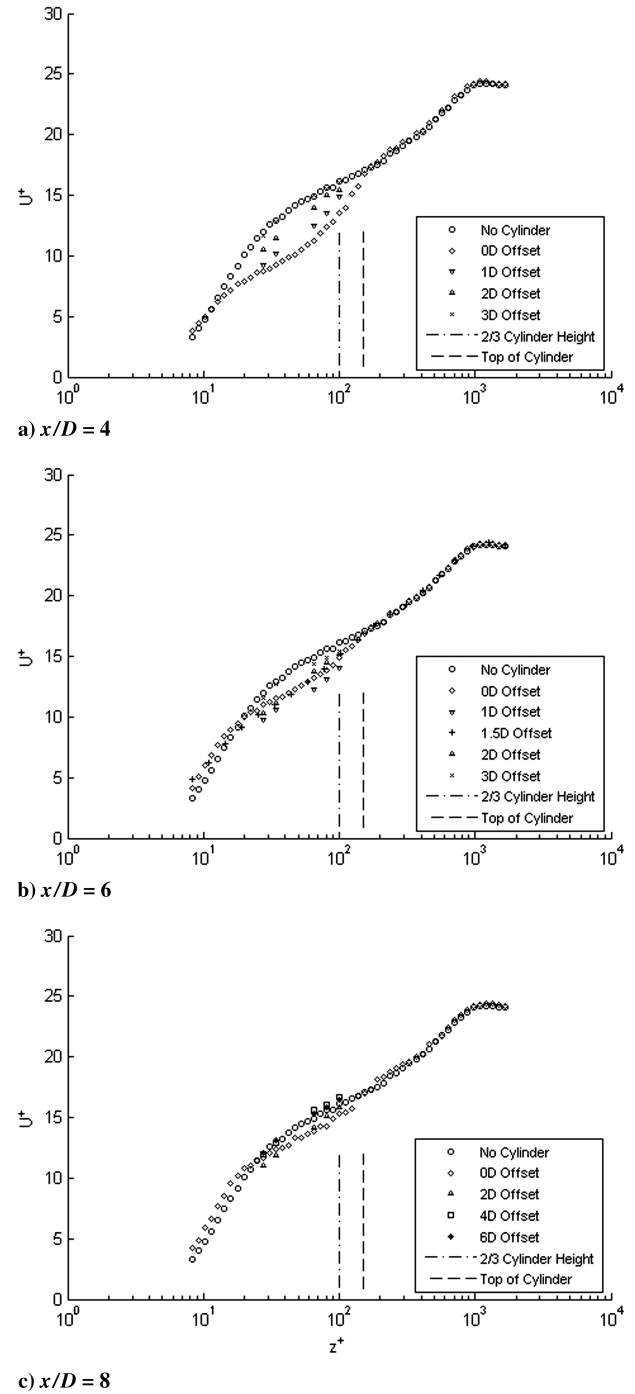 30
25
20
15
10
5
0
U+
No Cylinder
0D Offset
1D Offset
2D Offset
3D Offset
2/3 Cylinder Height
Top of Cylinder
10^0 10^1 10^2 10^3 10^4
a) x/D = 4
30
25
20
15
10
5
0
U+
No Cylinder
0D Offset
1D Offset
1.5D Offset
2D Offset
3D Offset
2/3 Cylinder Height
Top of Cylinder
10^0 10^1 10^2 10^3 10^4
b) x/D = 6
30
25
20
15
10
5
0
U+
No Cylinder
0D Offset
2D Offset
4D Offset
6D Offset
2/3 Cylinder Height
Top of Cylinder
10^0 10^1 10^2 10^3 10^4
z+
c) x/D = 8